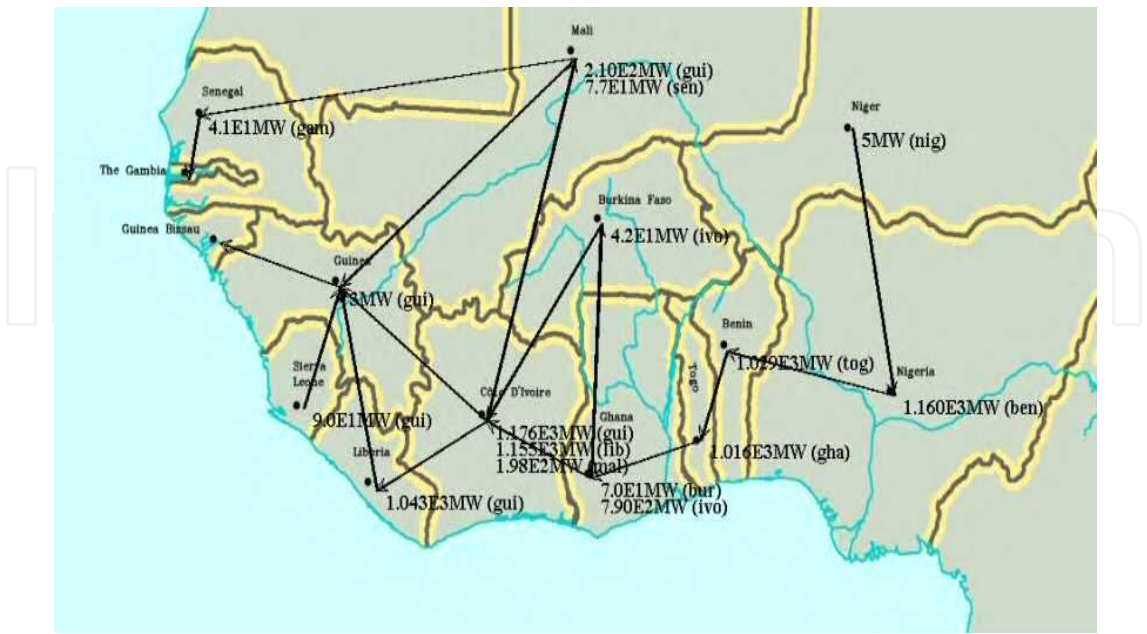 Mali
2.10E2MW (gui)
7.7E1MW (sen)
Senegal
4.1E1MW (gam)
Niger
5MW (nig)
The Gambia
Burkina Faso
4.2E1MW (ivo)
Guinea Bissau
Guinea
3MW (gui)
Benin
1.029E3MW (tog)
Togo
Nigeria
1.160E3MW (ben)
Sierra
Leone
9.0E1MW (gui)
Côte D'Ivoire
1.176E3MW (gui)
1.155E3MW (lib)
1.98E2MW (mal)
Ghana
1.016E3MW (gha)
Liberia
1.043E3MW (gui)
7.0E1MW (bur)
7.90E2MW (ivo)